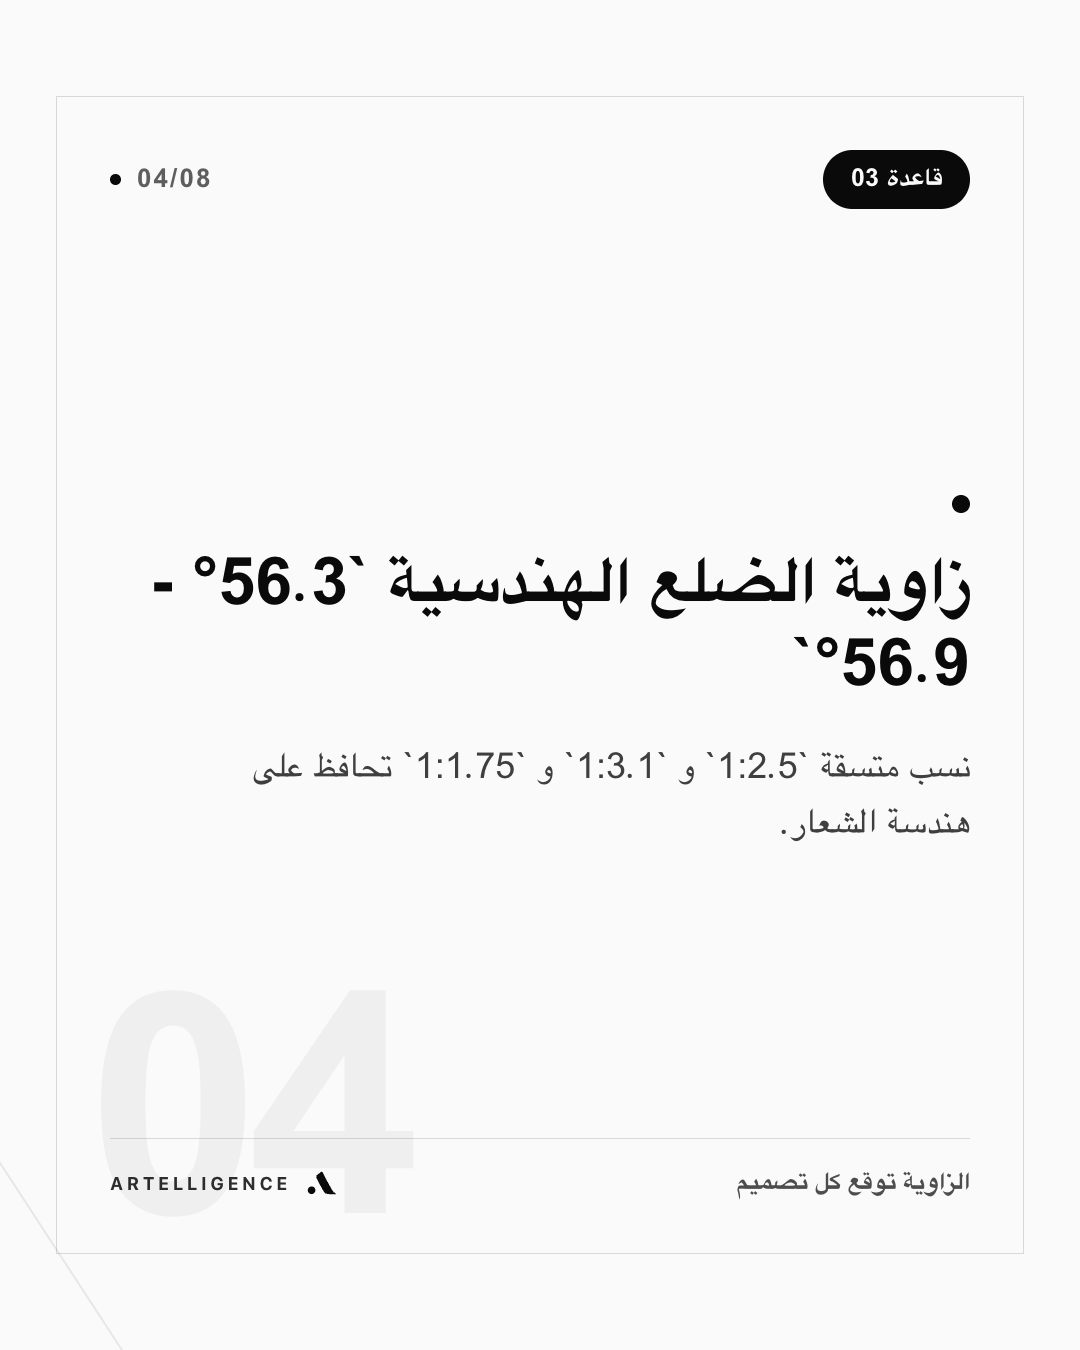 قاعدة 03
04/08
زاوية الضلع الهندسية `56.3° -
56.9°`
نسب متسقة `1:2.5` و `1:3.1` و `1:1.75` تحافظ على
هندسة الشعار.
04
الزاوية توقع كل تصميم
ARTELLIGENCE